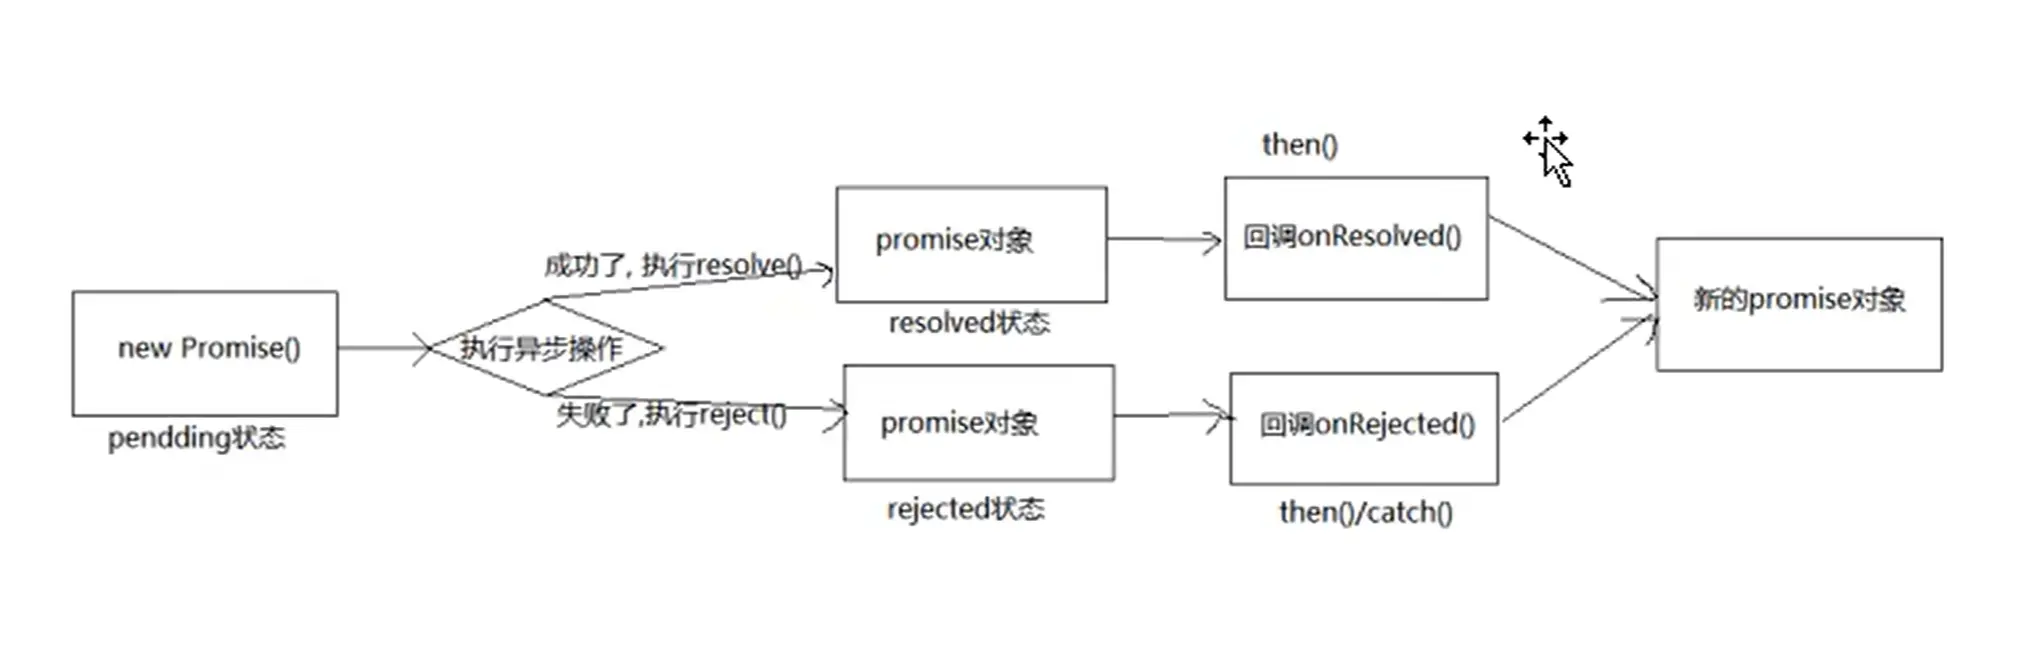 new Promise()
pendding状态
执行异步操作
成功了, 执行resolve()
promise对象
resolved状态
then()
回调onResolved()
失败了,执行reject()
promise对象
rejected状态
回调onRejected()
then()/catch()
新的promise对象